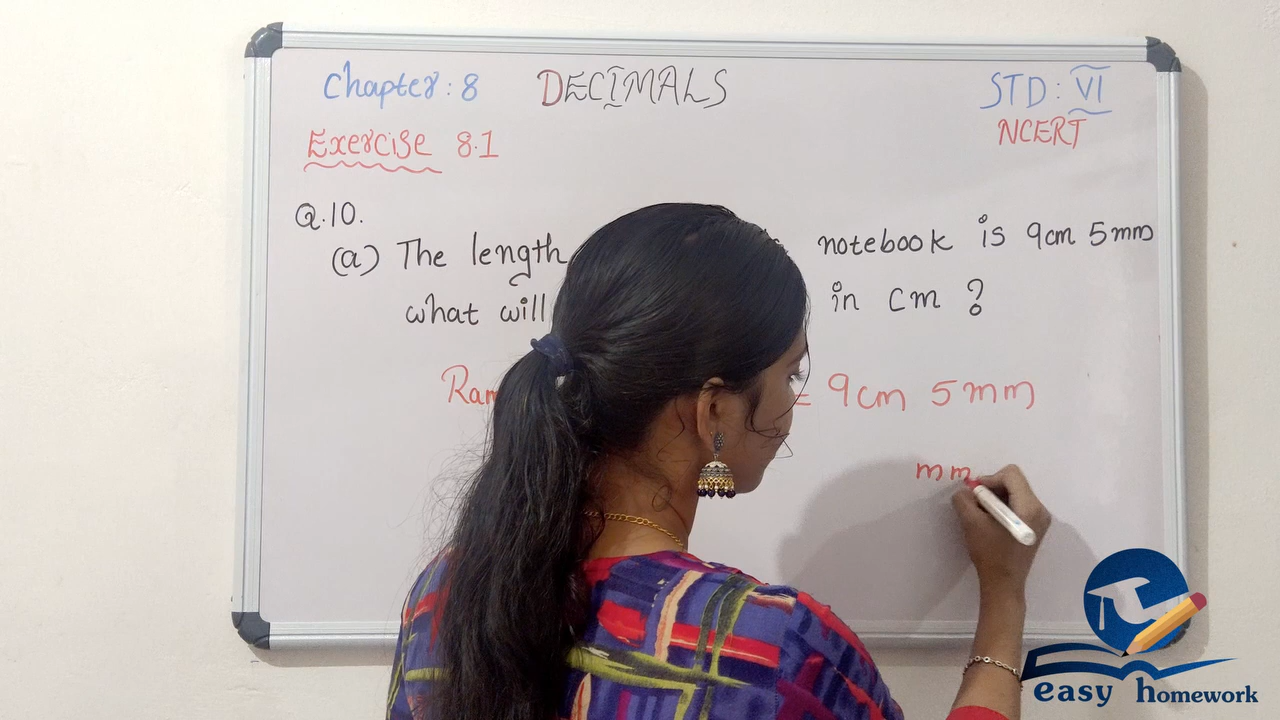 Chapter : 8 DECIMALS STD : VI
Exercise 8.1 NCERT
Q.10.
(a) The length notebook is 9cm 5mm
what will in cm ?
= 9cm 5mm
mm
easy homework